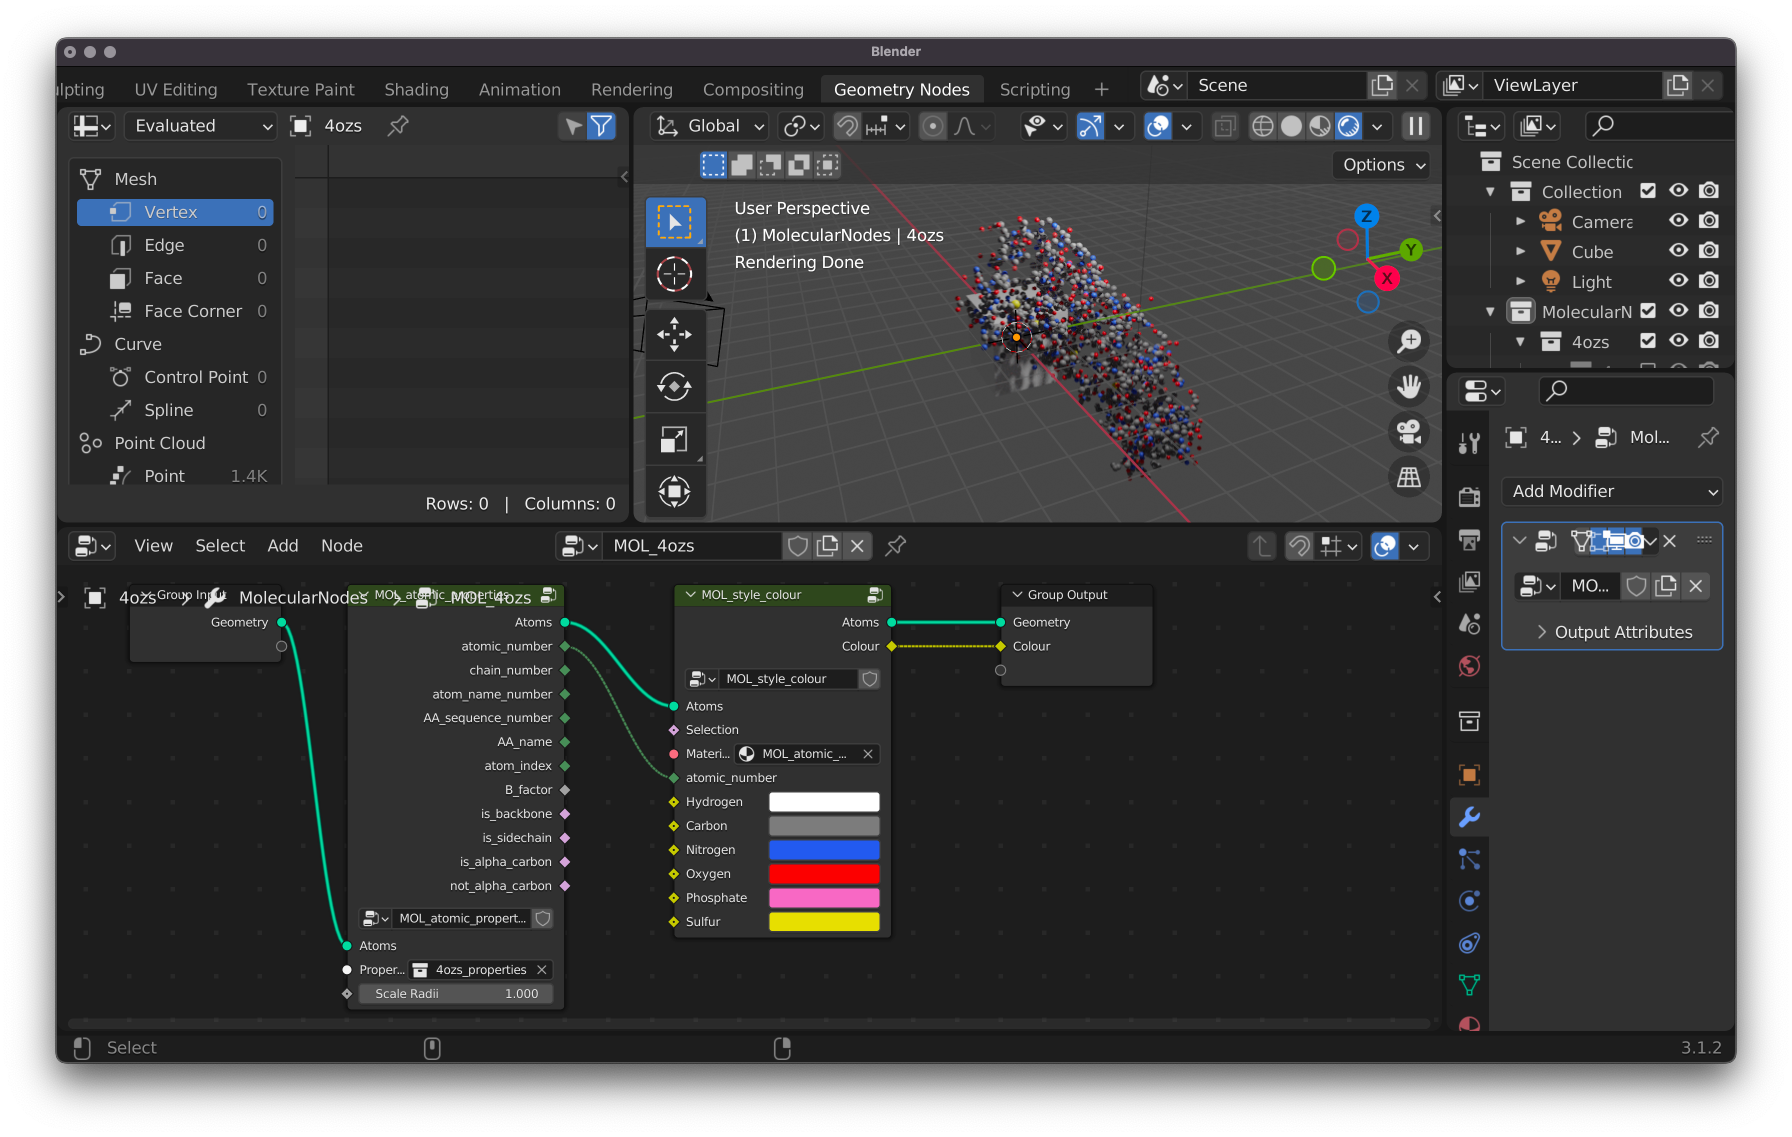 Blender
lpting UV Editing Texture Paint Shading Animation Rendering Compositing Geometry Nodes Scripting + Scene ViewLayer
Evaluated 4ozs
Global
Options
Mesh
Vertex 0
Edge 0
Face 0
Face Corner 0
Curve
Control Point 0
Spline 0
Point Cloud
Point 1.4K
Rows: 0 | Columns: 0
User Perspective
(1) MolecularNodes | 4ozs
Rendering Done
Z
Y
X
Scene Collectic
Collection
Camera
Cube
Light
MolecularN
4ozs
4... > Mol...
Add Modifier
MO...
Output Attributes
View Select Add Node MOL_4ozs
4ozs > MolecularNodes > MOL_4ozs
Group Input
Geometry
MOL_atomic_properties
Atoms
atomic_number
chain_number
atom_name_number
AA_sequence_number
AA_name
atom_index
B_factor
is_backbone
is_sidechain
is_alpha_carbon
not_alpha_carbon
MOL_atomic_propert...
Atoms
Proper... 4ozs_properties
Scale Radii 1.000
MOL_style_colour
Atoms
Colour
MOL_style_colour
Atoms
Selection
Materi... MOL_atomic_...
atomic_number
Hydrogen
Carbon
Nitrogen
Oxygen
Phosphate
Sulfur
Group Output
Geometry
Colour
Select
3.1.2